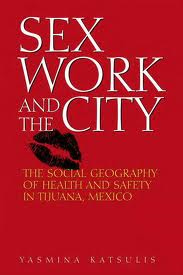 SEX
WORK
AND
THE CITY
THE SOCIAL GEOGRAPHY
OF HEALTH AND SAFETY
IN TIJUANA, MEXICO
YASMINA KATSULIS